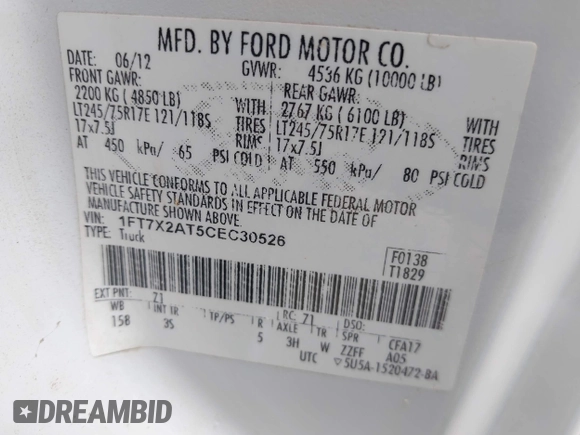 MFD. BY FORD MOTOR CO.
DATE: 06/12 GVWR: 4536 KG (10000 LB)
FRONT GAWR: REAR GAWR:
2200 KG (4850 LB) 2767 KG (6100 LB) WITH
LT245/75R17E 121/118S WITH TIRES LT245/75R17E 121/118S TIRES
17x7.5J RIMS 17x7.5J RIMS
AT 450 kPa/ 65 PSI COLD AT 550 kPa/ 80 PSI COLD
THIS VEHICLE CONFORMS TO ALL APPLICABLE FEDERAL MOTOR
VEHICLE SAFETY STANDARDS IN EFFECT ON THE DATE OF
MANUFACTURE SHOWN ABOVE.
VIN: 1FT7X2AT5CEC30526
TYPE: Truck
F0138
T1829
EXT PNT: Z1 RC: Z1 DSO:
WB INT TR TP/PS R AXLE TR SPR CFA17
158 3S 5 3H W ZZFF A05
UTC ▽5U5A-1520472-BA
DREAMBID